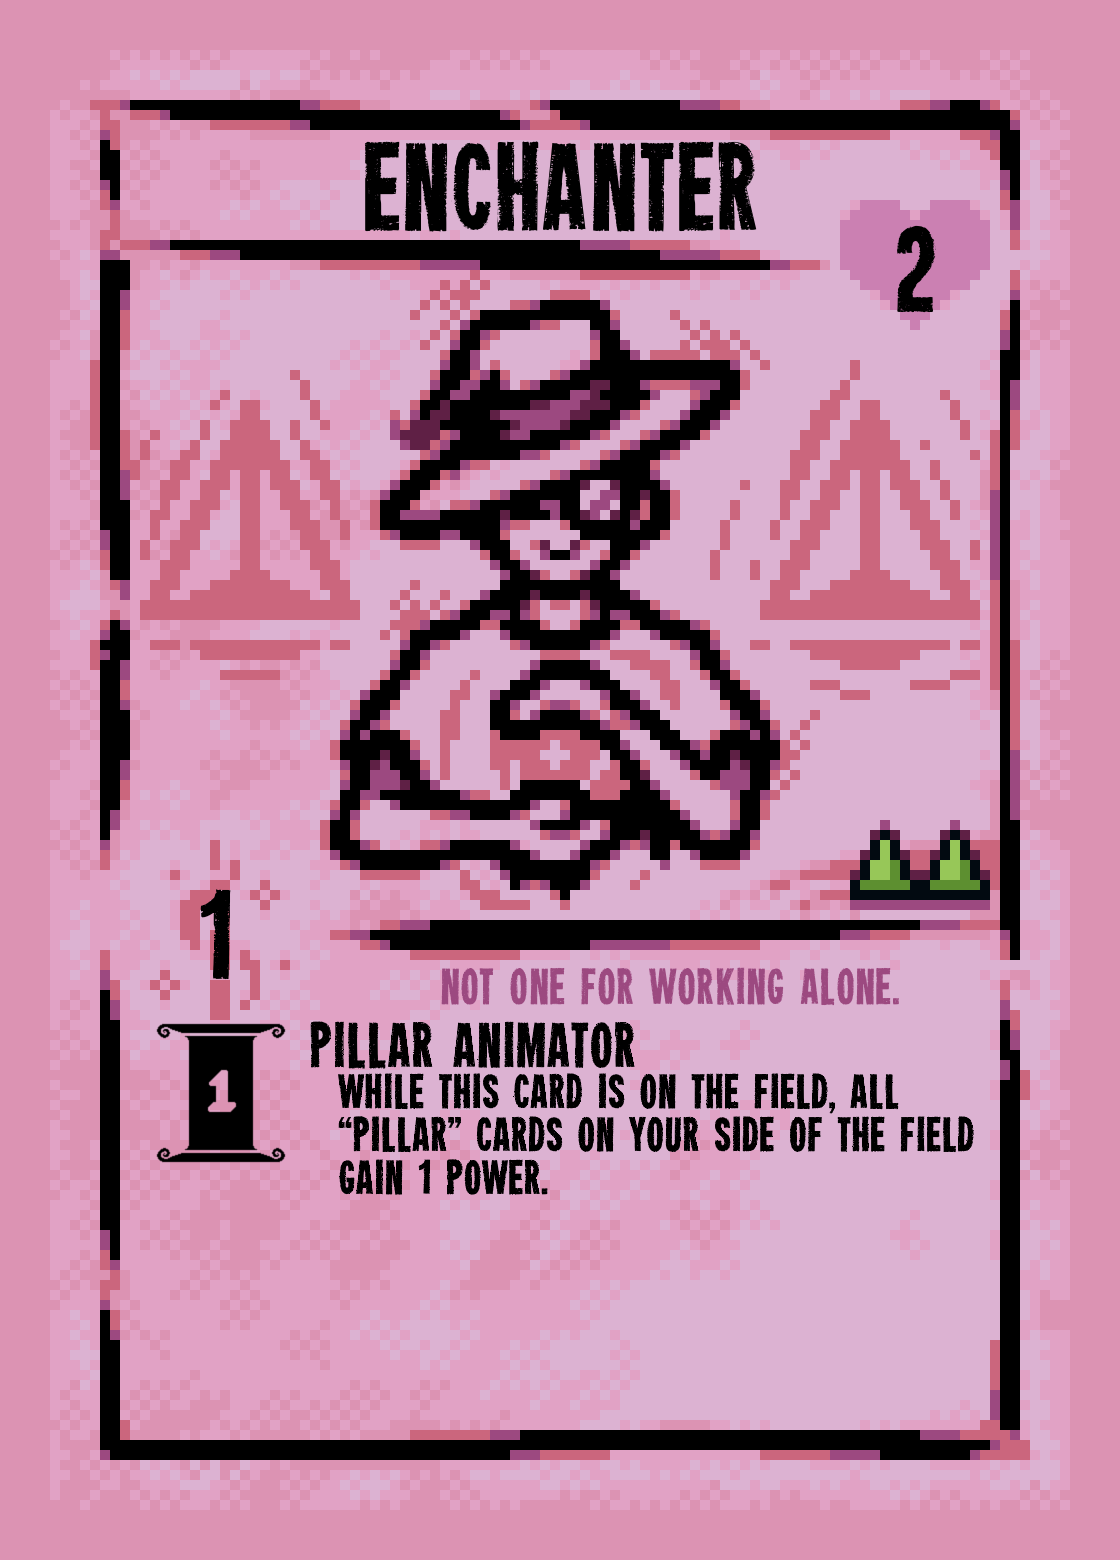 ENCHANTER
2
1
NOT ONE FOR WORKING ALONE.
1
PILLAR ANIMATOR
WHILE THIS CARD IS ON THE FIELD, ALL
“PILLAR” CARDS ON YOUR SIDE OF THE FIELD
GAIN 1 POWER.